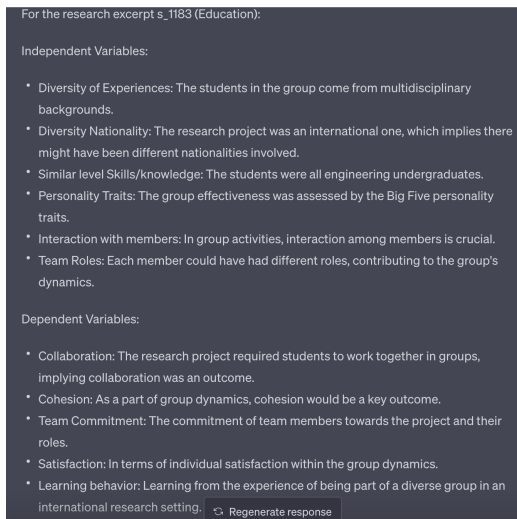 For the research excerpt s_1183 (Education):
Independent Variables:
• Diversity of Experiences: The students in the group come from multidisciplinary
backgrounds.
• Diversity Nationality: The research project was an international one, which implies there
might have been different nationalities involved.
• Similar level Skills/knowledge: The students were all engineering undergraduates.
• Personality Traits: The group effectiveness was assessed by the Big Five personality
traits.
• Interaction with members: In group activities, interaction among members is crucial.
• Team Roles: Each member could have had different roles, contributing to the group's
dynamics.
Dependent Variables:
• Collaboration: The research project required students to work together in groups,
implying collaboration was an outcome.
• Cohesion: As a part of group dynamics, cohesion would be a key outcome.
• Team Commitment: The commitment of team members towards the project and their
roles.
• Satisfaction: In terms of individual satisfaction within the group dynamics.
• Learning behavior: Learning from the experience of being part of a diverse group in an
international research setting.
Regenerate response